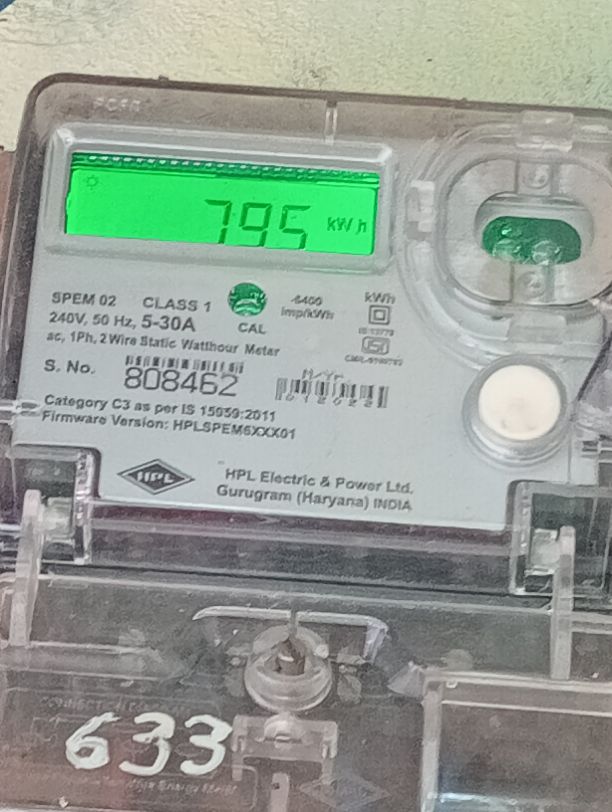 795 kWh
SPEM 02 CLASS 1 6400 kWh
240V, 50 Hz, 5-30A CAL imp/kWh
ac, 1Ph, 2 Wire Static Watthour Meter
S. No. 808462 M/Yr
Category C3 as per IS 15959:2011
Firmware Version: HPLSPEM6XXX01
HPL HPL Electric & Power Ltd.
Gurugram (Haryana) INDIA
633